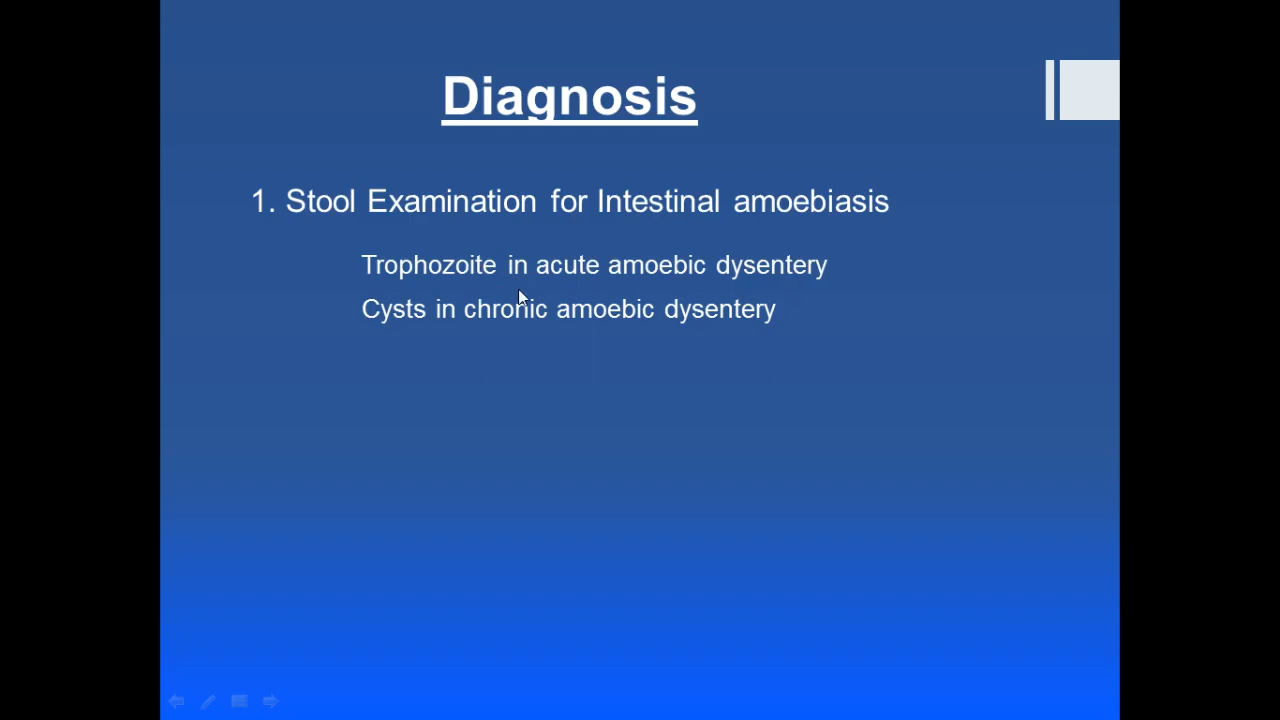 Diagnosis
1. Stool Examination for Intestinal amoebiasis
Trophozoite in acute amoebic dysentery
Cysts in chronic amoebic dysentery